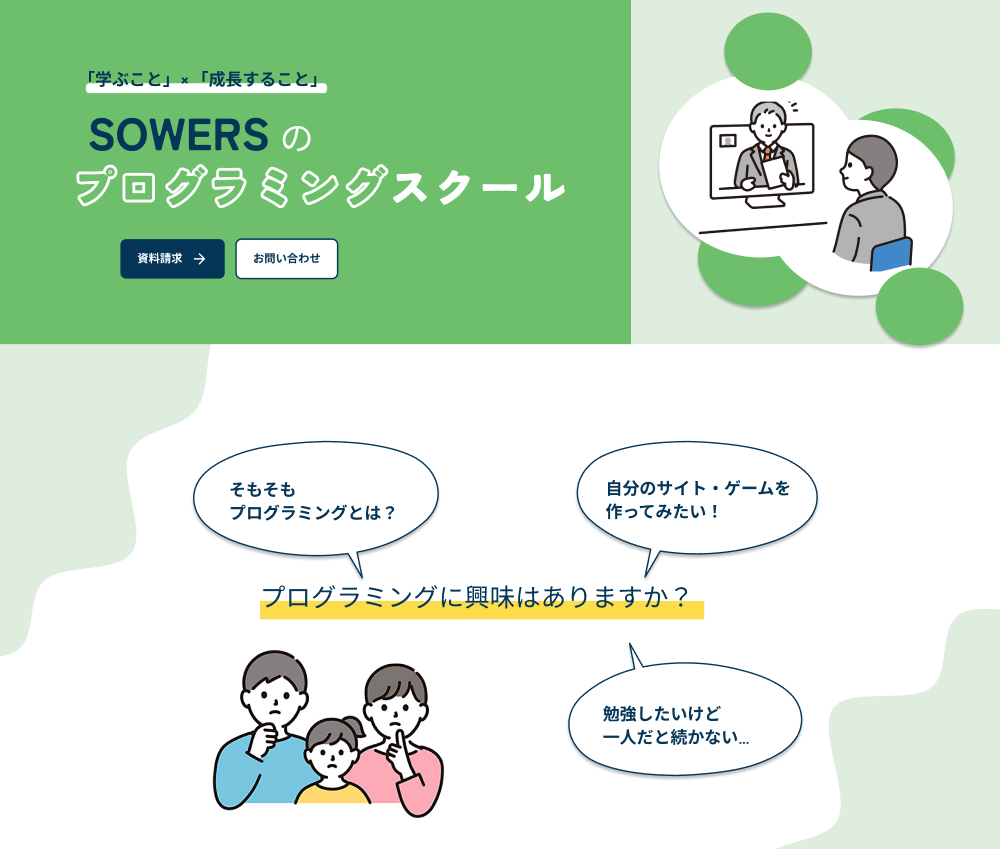 「学ぶこと」×「成長すること」
SOWERS の
プログラミングスクール
資料請求 →
お問い合わせ
そもそも
プログラミングとは？
自分のサイト・ゲームを
作ってみたい！
プログラミングに興味はありますか？
勉強したいけど
一人だと続かない...